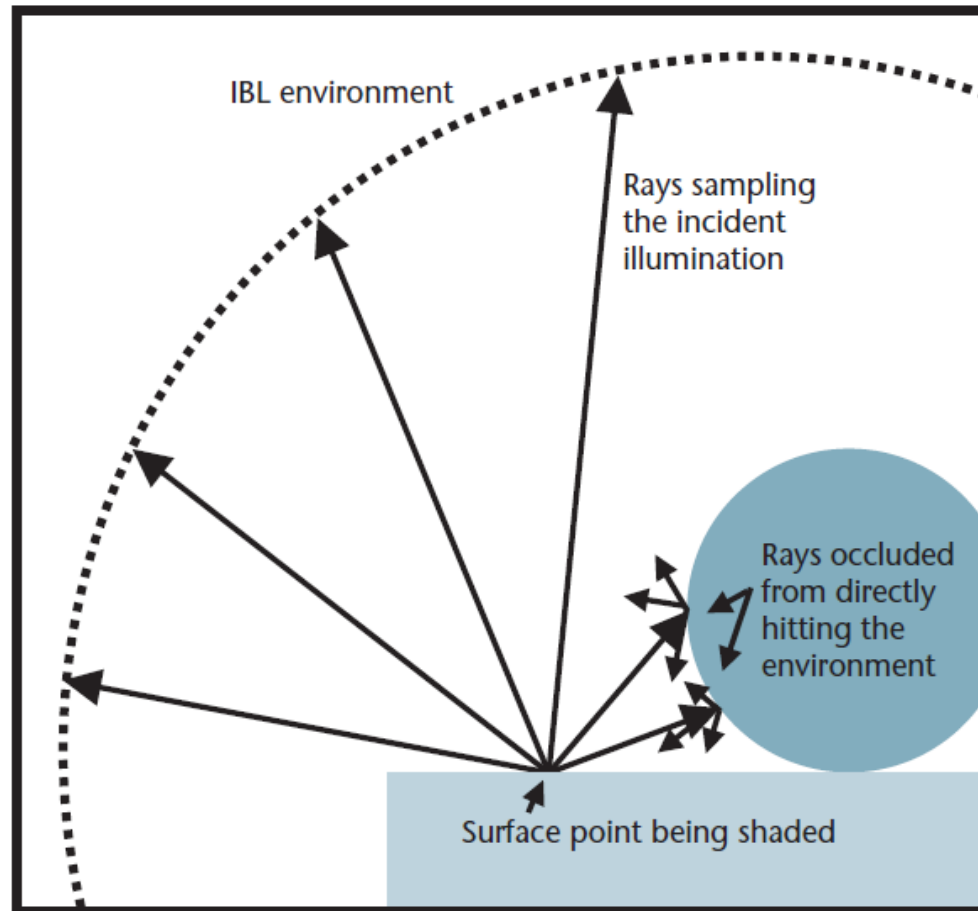 IBL environment
Rays sampling
the incident
illumination
Rays occluded
from directly
hitting the
environment
Surface point being shaded